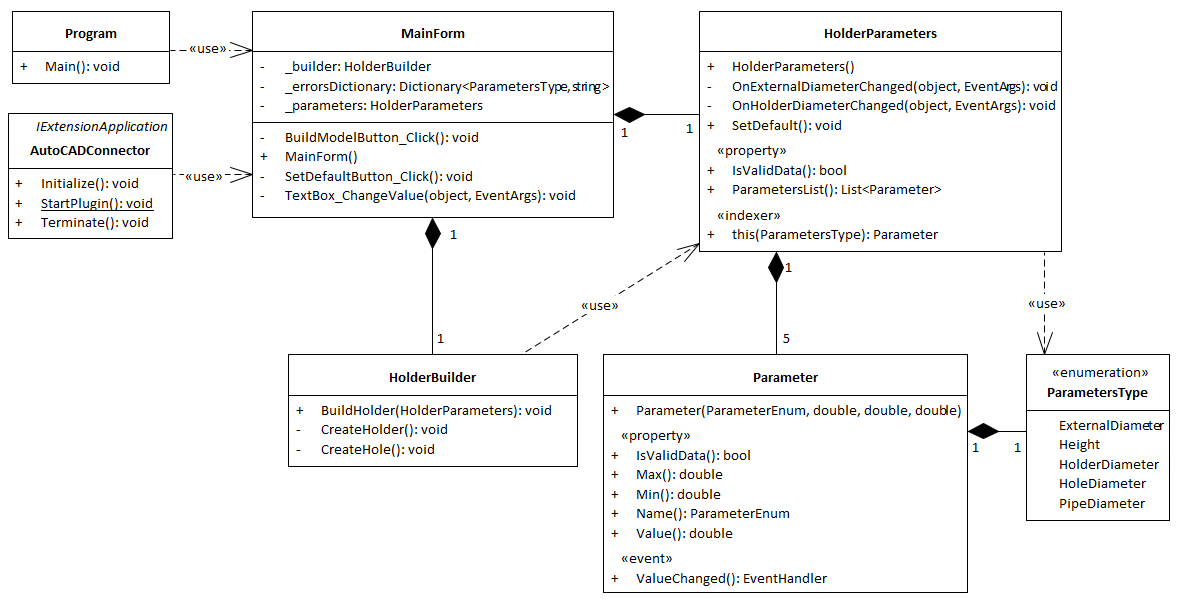 Program
+ Main(): void
«use»
IExtensionApplication
AutoCADConnector
+ Initialize(): void
+ StartPlugin(): void
+ Terminate(): void
«use»
MainForm
- _builder: HolderBuilder
- _errorsDictionary: Dictionary<ParametersType, string>
- _parameters: HolderParameters
- BuildModelButton_Click(): void
+ MainForm()
- SetDefaultButton_Click(): void
- TextBox_ChangeValue(object, EventArgs): void
1
1
HolderParameters
+ HolderParameters()
- OnExternalDiameterChanged(object, EventArgs): void
- OnHolderDiameterChanged(object, EventArgs): void
+ SetDefault(): void
«property»
+ IsValidData(): bool
+ ParametersList(): List<Parameter>
«indexer»
+ this(ParametersType): Parameter
1
1
«use»
1
5
«use»
HolderBuilder
+ BuildHolder(HolderParameters): void
- CreateHolder(): void
- CreateHole(): void
Parameter
+ Parameter(ParameterEnum, double, double, double)
«property»
+ IsValidData(): bool
+ Max(): double
+ Min(): double
+ Name(): ParameterEnum
+ Value(): double
«event»
+ ValueChanged(): EventHandler
1
1
«enumeration»
ParametersType
ExternalDiameter
Height
HolderDiameter
HoleDiameter
PipeDiameter